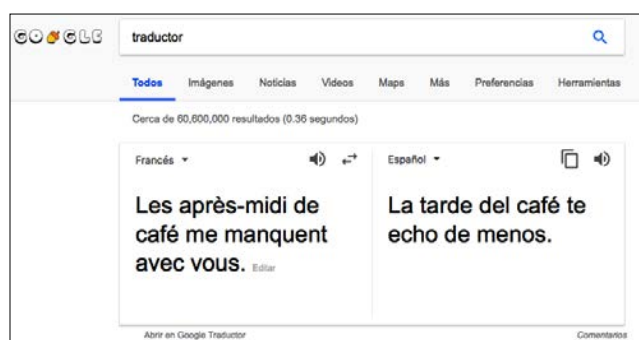 GOOGLE
traductor
Todos Imágenes Noticias Videos Maps Más Preferencias Herramientas
Cerca de 60,600,000 resultados (0.36 segundos)
Francés
Español
Les après-midi de
café me manquent
avec vous. Editar
La tarde del café te
echo de menos.
Abrir en Google Traductor
Comentarios